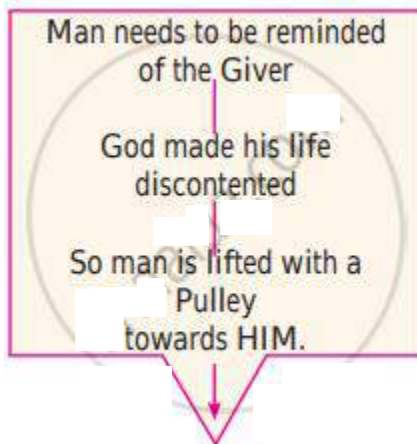 Man needs to be reminded
of the Giver
God made his life
discontented
So man is lifted with a
Pulley
towards HIM.